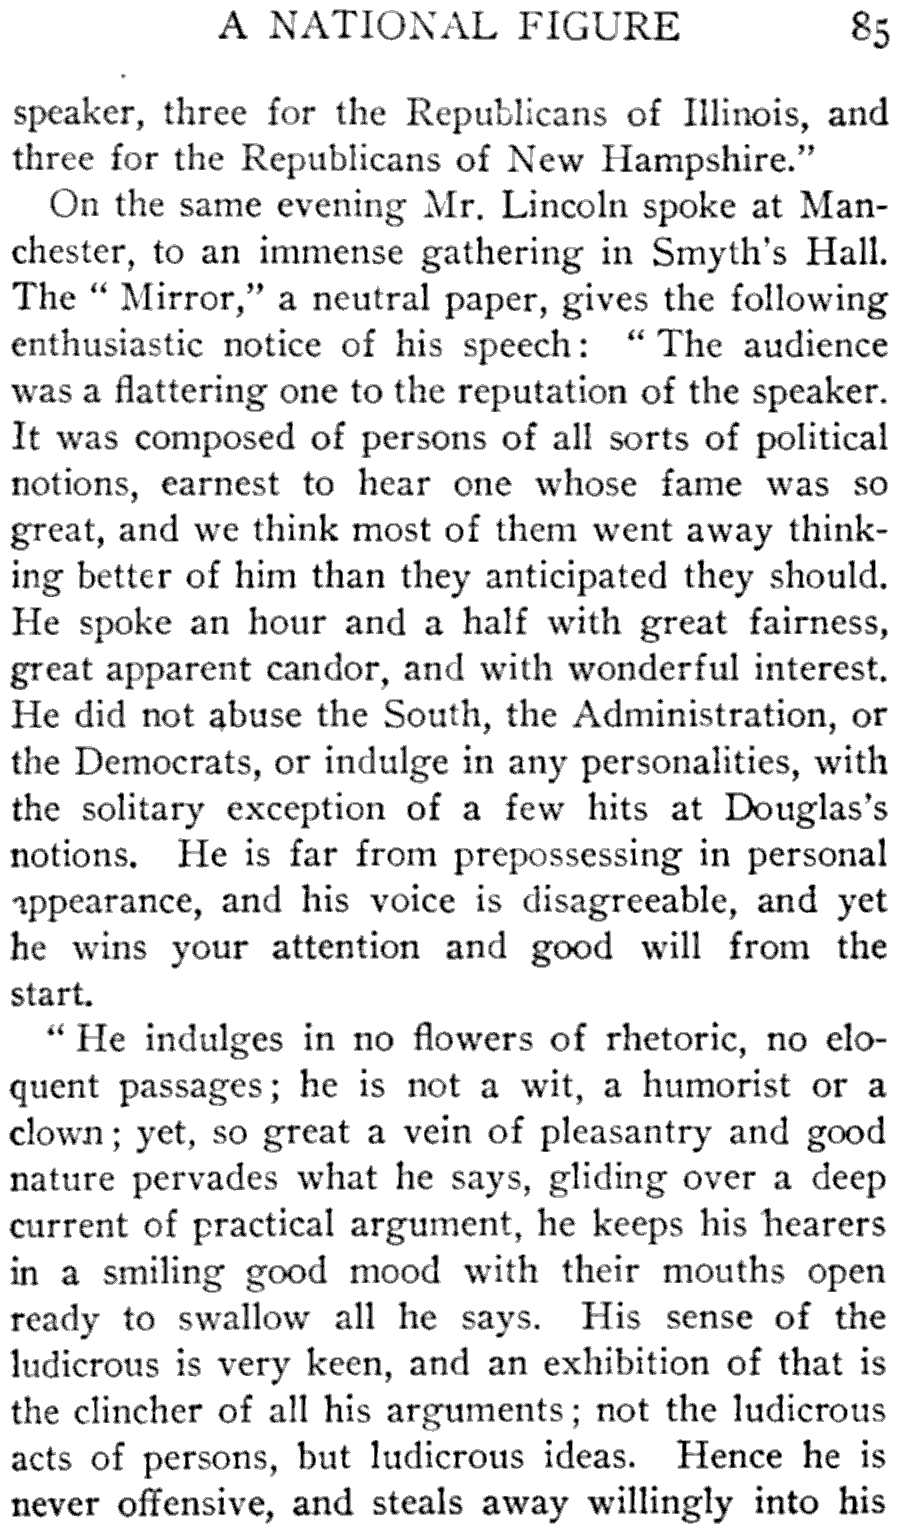 A NATIONAL FIGURE 85
speaker, three for the Republicans of Illinois, and
three for the Republicans of New Hampshire.”
On the same evening Mr. Lincoln spoke at Man-
chester, to an immense gathering in Smyth's Hall.
The “ Mirror,” a neutral paper, gives the following
enthusiastic notice of his speech: “ The audience
was a flattering one to the reputation of the speaker.
It was composed of persons of all sorts of political
notions, earnest to hear one whose fame was so
great, and we think most of them went away think-
ing better of him than they anticipated they should.
He spoke an hour and a half with great fairness,
great apparent candor, and with wonderful interest.
He did not abuse the South, the Administration, or
the Democrats, or indulge in any personalities, with
the solitary exception of a few hits at Douglas's
notions. He is far from prepossessing in personal
appearance, and his voice is disagreeable, and yet
he wins your attention and good will from the
start.
“ He indulges in no flowers of rhetoric, no elo-
quent passages; he is not a wit, a humorist or a
clown; yet, so great a vein of pleasantry and good
nature pervades what he says, gliding over a deep
current of practical argument, he keeps his hearers
in a smiling good mood with their mouths open
ready to swallow all he says. His sense of the
ludicrous is very keen, and an exhibition of that is
the clincher of all his arguments; not the ludicrous
acts of persons, but ludicrous ideas. Hence he is
never offensive, and steals away willingly into his